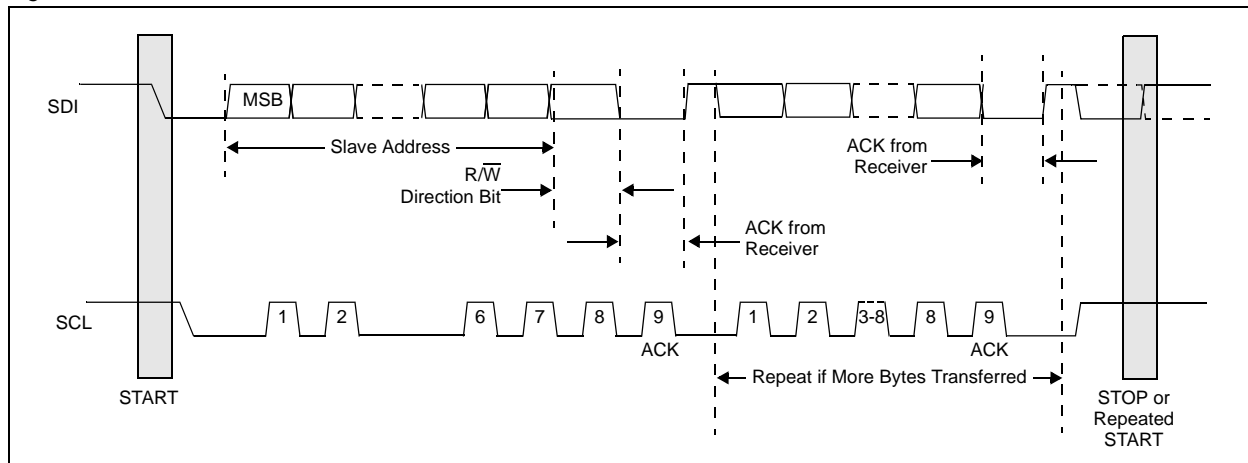 SDI
MSB
Slave Address
R/W̅
Direction Bit
ACK from
Receiver
ACK from
Receiver
SCL
1
2
6
7
8
9
ACK
1
2
3-8
8
9
ACK
Repeat if More Bytes Transferred
START
STOP or
Repeated
START